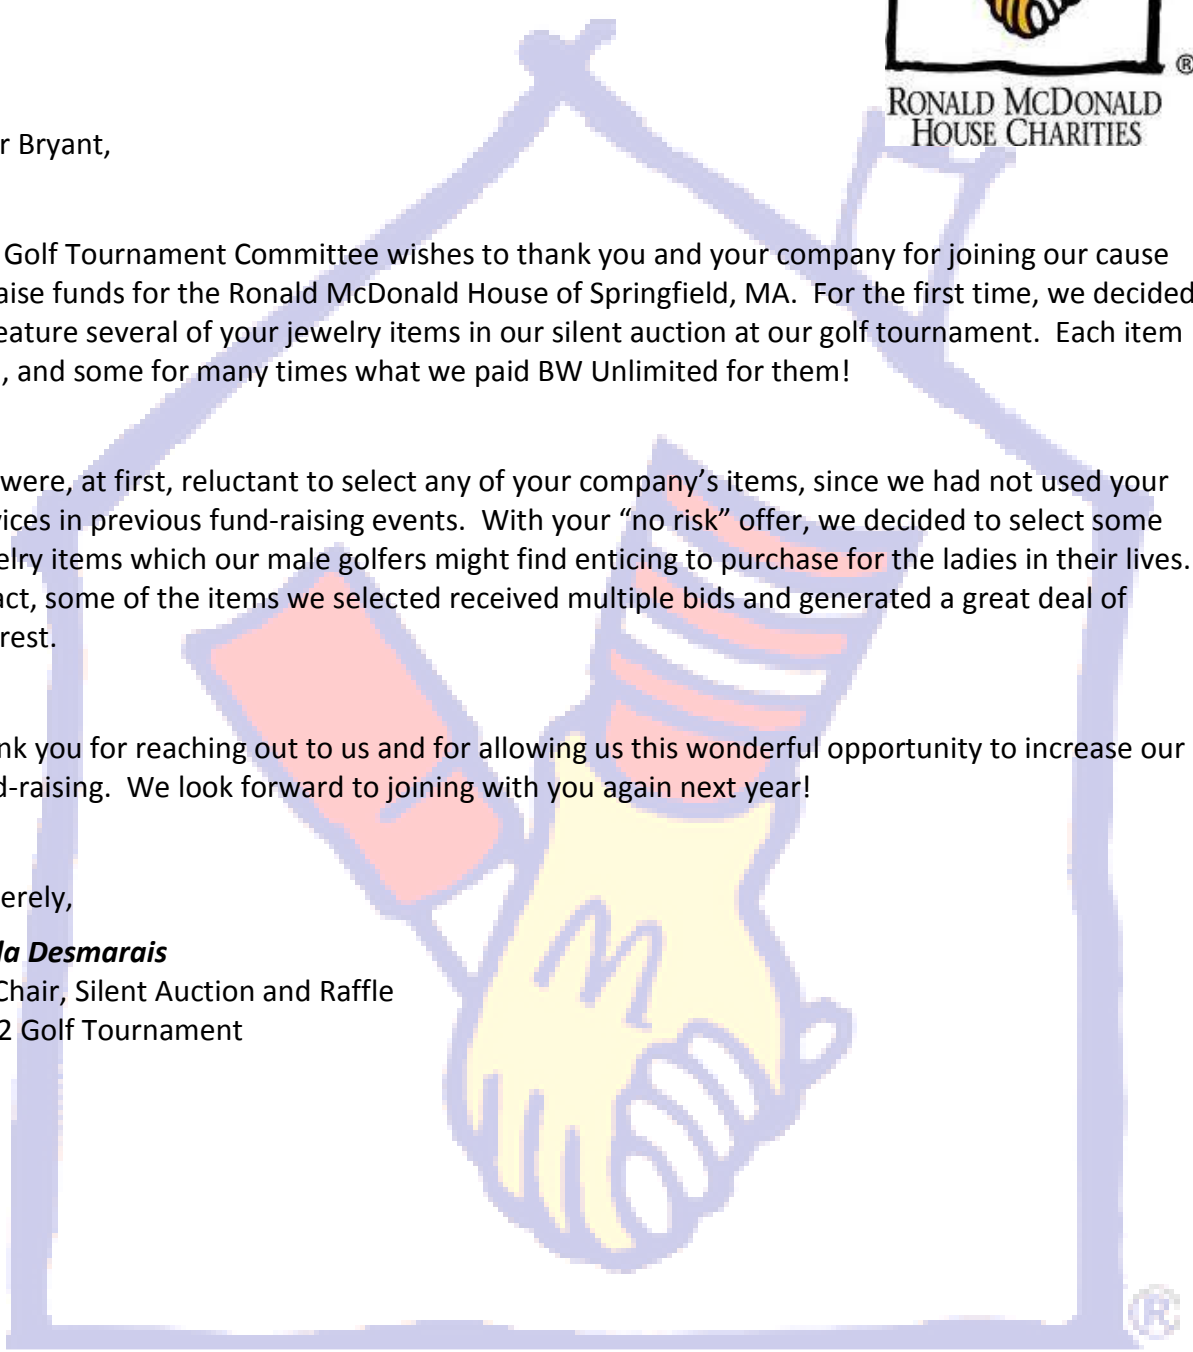 ®
RONALD MCDONALD
HOUSE CHARITIES
r Bryant,
Golf Tournament Committee wishes to thank you and your company for joining our cause
aise funds for the Ronald McDonald House of Springfield, MA. For the first time, we decided
eature several of your jewelry items in our silent auction at our golf tournament. Each item
, and some for many times what we paid BW Unlimited for them!
were, at first, reluctant to select any of your company’s items, since we had not used your
vices in previous fund-raising events. With your “no risk” offer, we decided to select some
elry items which our male golfers might find enticing to purchase for the ladies in their lives.
act, some of the items we selected received multiple bids and generated a great deal of
rest.
nk you for reaching out to us and for allowing us this wonderful opportunity to increase our
d-raising. We look forward to joining with you again next year!
erely,
la Desmarais
Chair, Silent Auction and Raffle
2 Golf Tournament
M
®